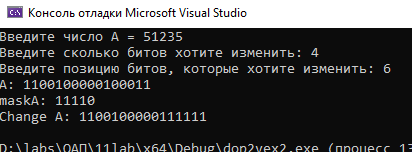 Консоль отладки Microsoft Visual Studio
Введите число A = 51235
Введите сколько битов хотите изменить: 4
Введите позицию битов, которые хотите изменить: 6
A: 1100100000100011
maskA: 11110
Change A: 1100100000111111
D:\labs\ОАП\11lab\x64\Debug\dop2vex2.exe (процесс 13